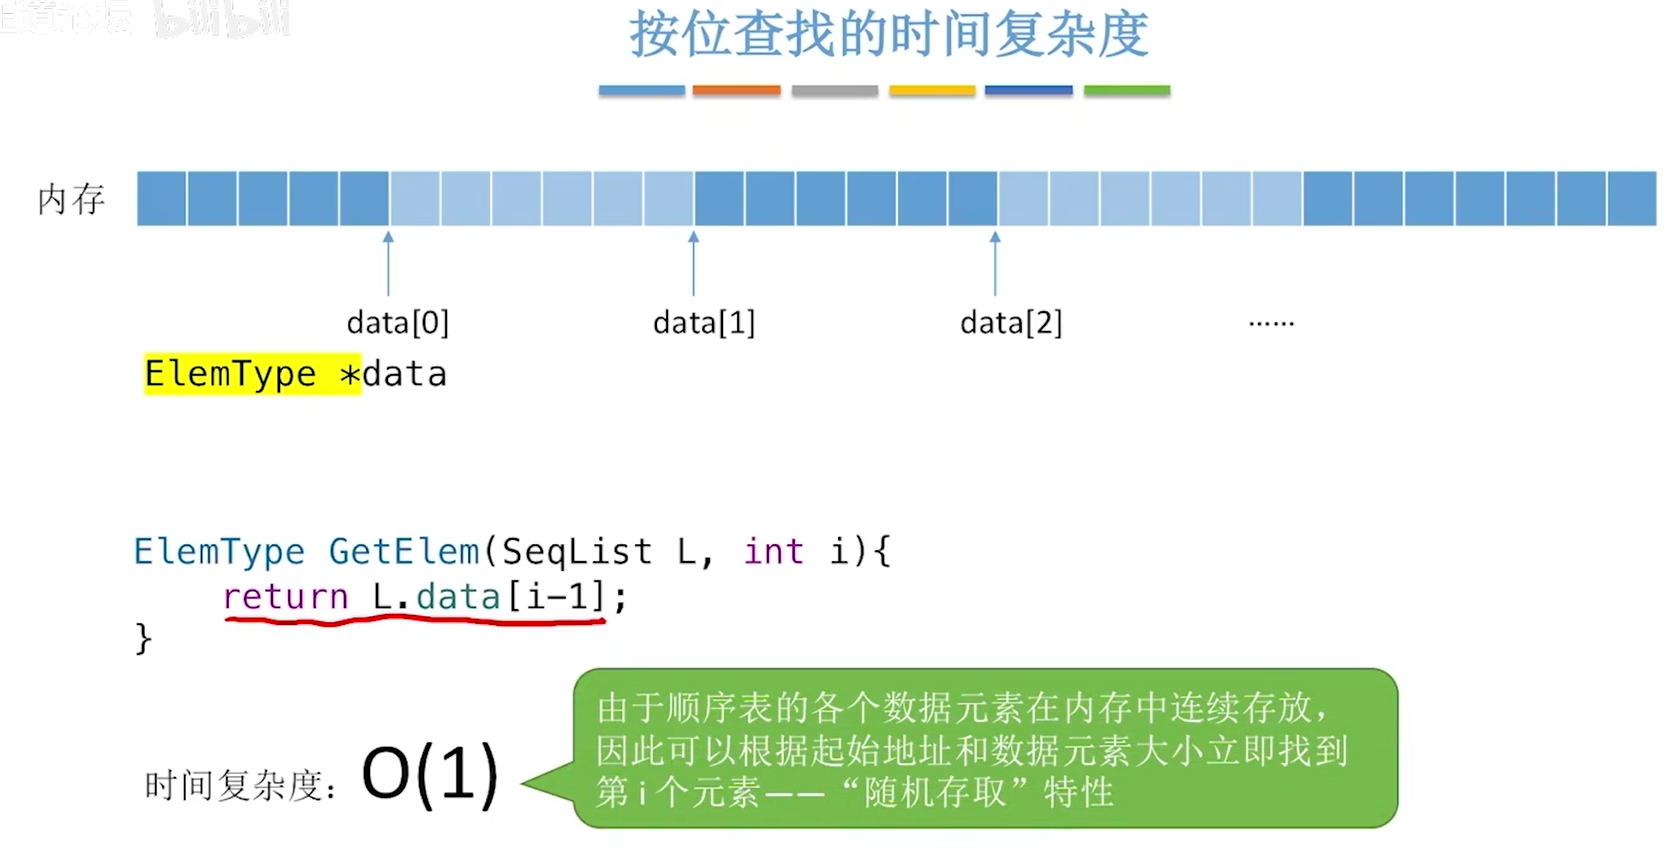 bilibili
按位查找的时间复杂度
内存
data[0] data[1] data[2] ……
ElemType *data
ElemType GetElem(SeqList L, int i){
return L.data[i-1];
}
时间复杂度：O(1)
由于顺序表的各个数据元素在内存中连续存放，
因此可以根据起始地址和数据元素大小立即找到
第i个元素——“随机存取”特性